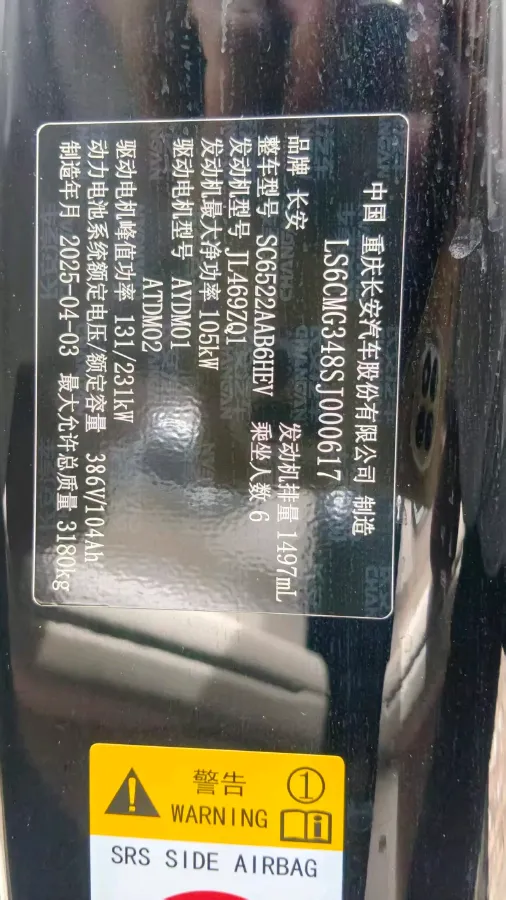 中国 重庆长安汽车股份有限公司 制造
LS6CMG348SJ000617
品牌 长安
整车型号 SC6522AAB6HEV 乘坐人数 6
发动机型号 JL469ZQ1 发动机排量 1497mL
发动机最大净功率 105kW
驱动电机型号 AYDM01
ATDM02
驱动电机峰值功率 131/231kW
动力电池系统额定电压/额定容量 386V/104Ah
制造年月 2025-04-03 最大允许总质量 3180kg
警告 1
WARNING
SRS SIDE AIRBAG